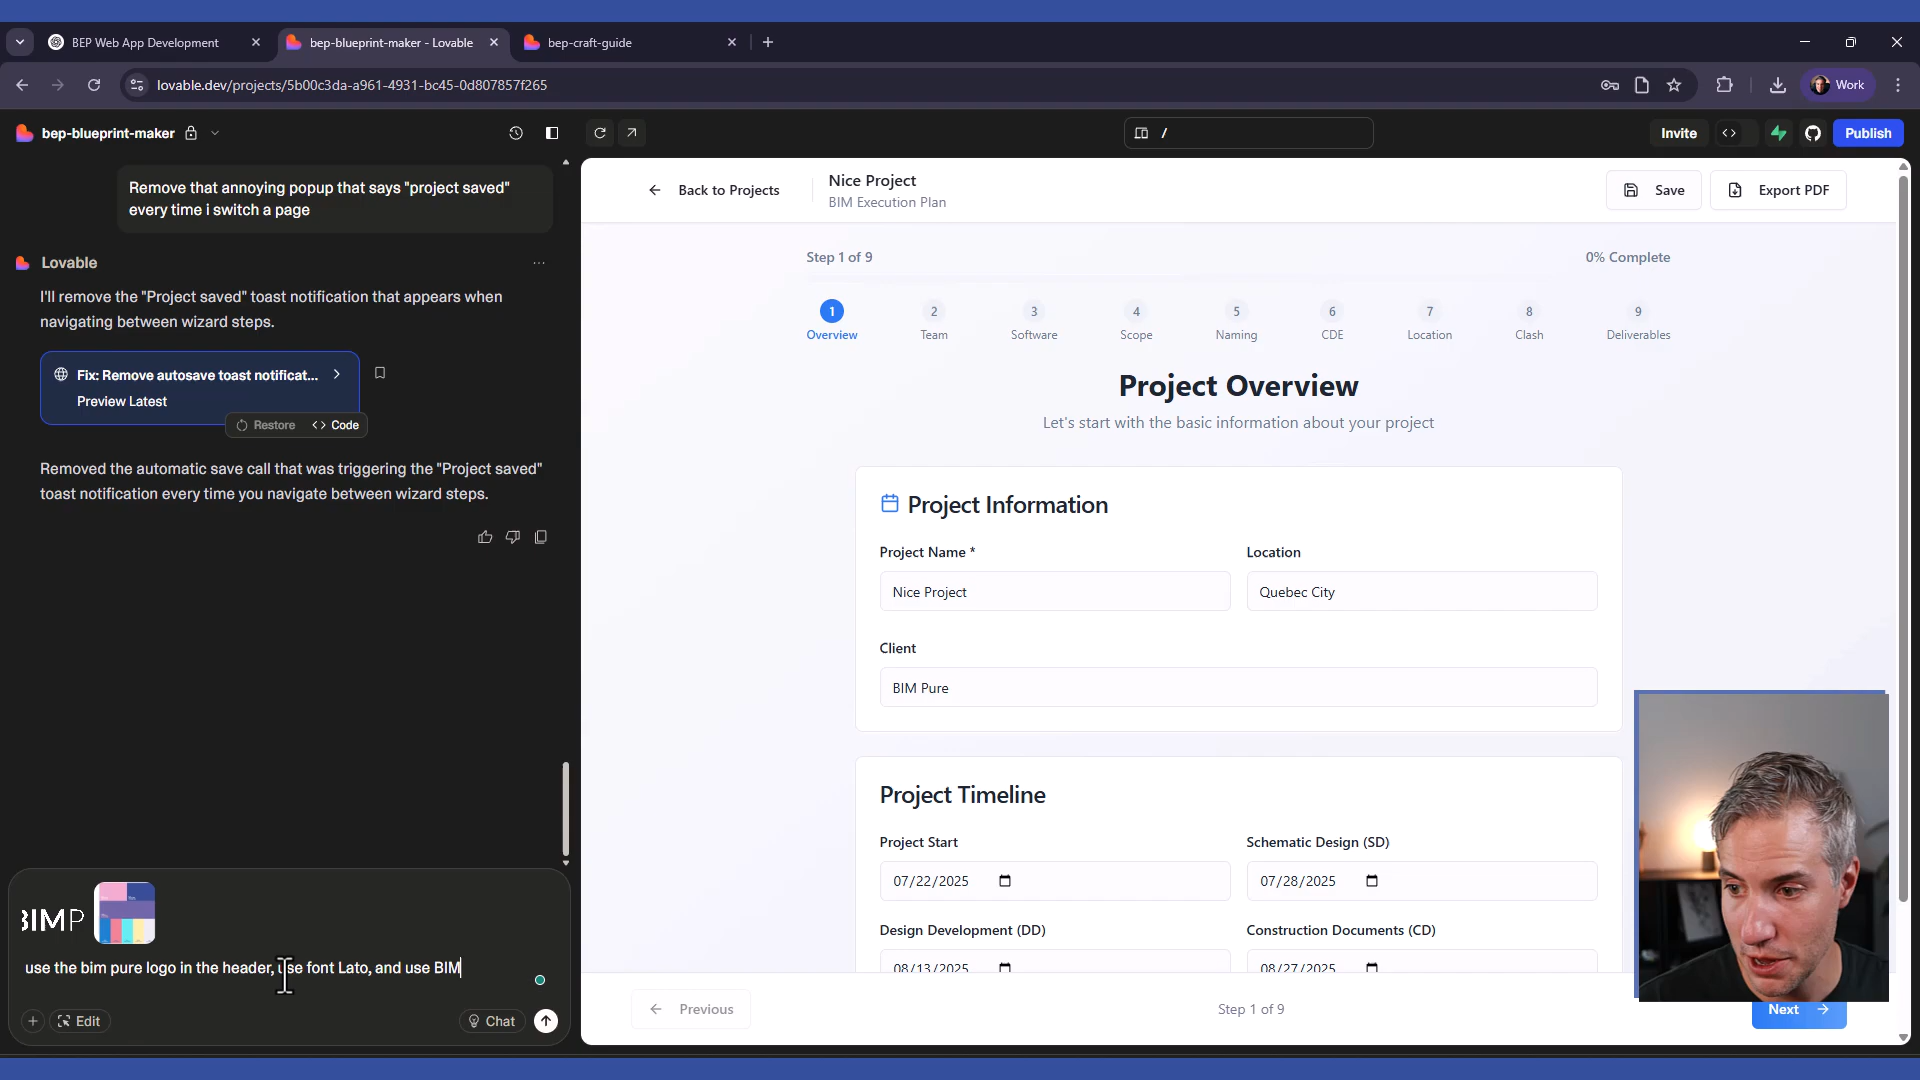 BEP Web App Development
bep-blueprint-maker - Lovable
bep-craft-guide
lovable.dev/projects/5b00c3da-a961-4931-bc45-0d807857f265
Work
bep-blueprint-maker
/
Invite
Publish
Remove that annoying popup that says "project saved"
every time i switch a page
Lovable
I'll remove the "Project saved" toast notification that appears when
navigating between wizard steps.
Fix: Remove autosave toast notificat...
Preview Latest
Restore
Code
Removed the automatic save call that was triggering the "Project saved"
toast notification every time you navigate between wizard steps.
BIMP
use the bim pure logo in the header, use font Lato, and use BIM
Edit
Chat
Back to Projects
Nice Project
BIM Execution Plan
Save
Export PDF
Step 1 of 9
0% Complete
1
2
3
4
5
6
7
8
9
Overview
Team
Software
Scope
Naming
CDE
Location
Clash
Deliverables
Project Overview
Let's start with the basic information about your project
Project Information
Project Name *
Location
Nice Project
Quebec City
Client
BIM Pure
Project Timeline
Project Start
Schematic Design (SD)
07/22/2025
07/28/2025
Design Development (DD)
Construction Documents (CD)
08/13/2025
08/27/2025
Previous
Step 1 of 9
Next